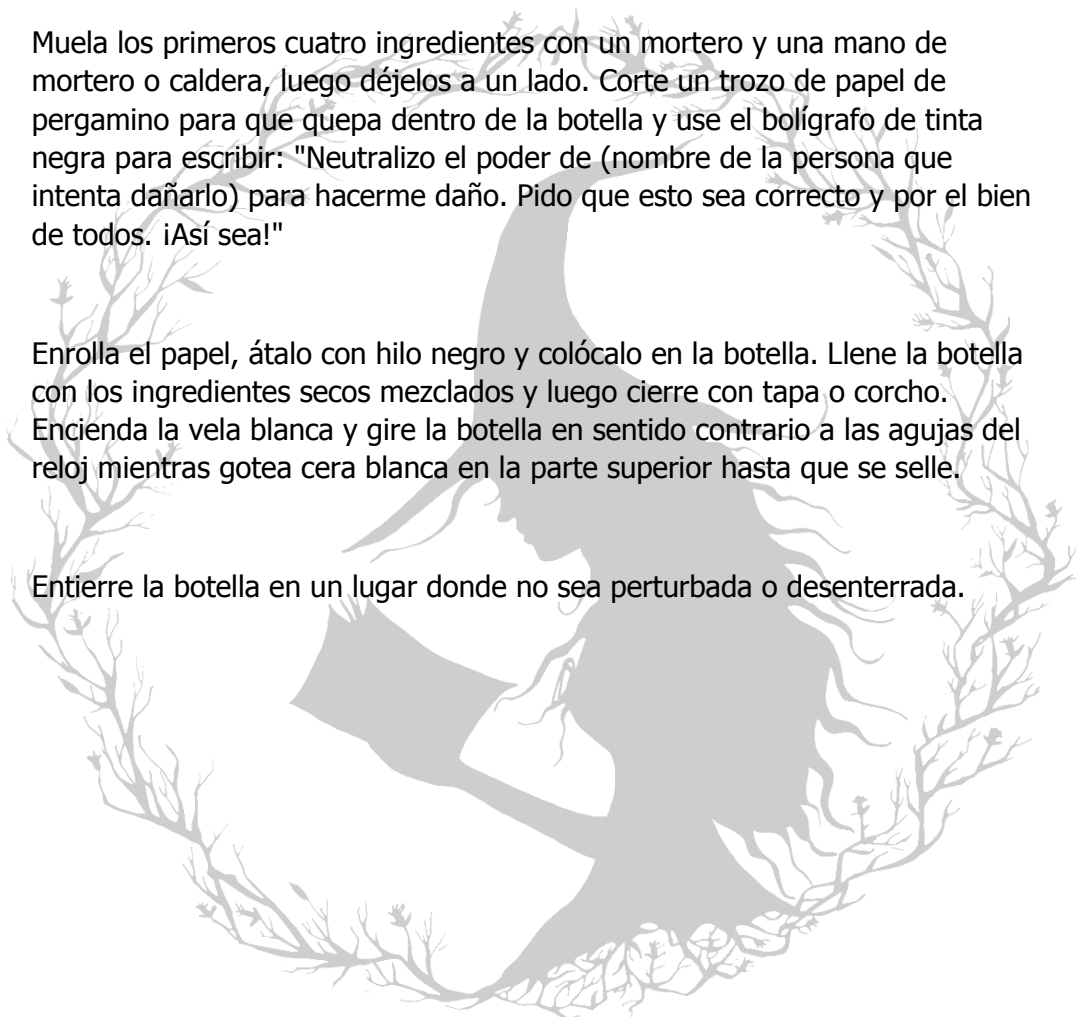 Muela los primeros cuatro ingredientes con un mortero y una mano de
mortero o caldera, luego déjelos a un lado. Corte un trozo de papel de
pergamino para que quepa dentro de la botella y use el bolígrafo de tinta
negra para escribir: "Neutralizo el poder de (nombre de la persona que
intenta dañarlo) para hacerme daño. Pido que esto sea correcto y por el bien
de todos. ¡Así sea!"
Enrolla el papel, átalo con hilo negro y colócalo en la botella. Llene la botella
con los ingredientes secos mezclados y luego cierre con tapa o corcho.
Encienda la vela blanca y gire la botella en sentido contrario a las agujas del
reloj mientras gotea cera blanca en la parte superior hasta que se selle.
Entierre la botella en un lugar donde no sea perturbada o desenterrada.